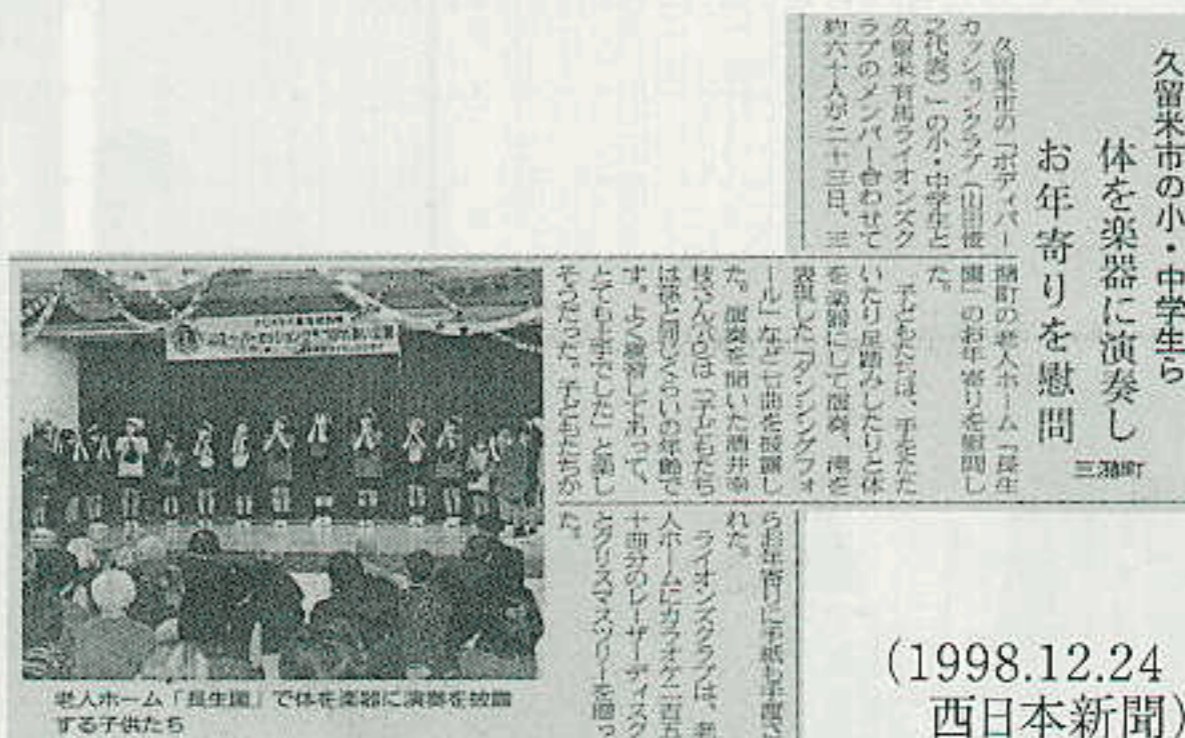 久留米市の小・中学生ら
体を楽器に演奏し
お年寄りを慰問
三潴町
久留米市の「ボディパー
カッションクラブ(山田俊
之代表)」の小・中学生と
久留米有馬ライオンズク
ラブのメンバー合わせて
約六十人が二十三日、三
潴町の老人ホーム「長生
園」のお年寄りを慰問し
た。
子どもたちは、手をたた
いたり足踏みしたりと体
を楽器にして演奏、滝を
表現した「ダンシングフォ
ール」など七曲を披露し
た。演奏を聞いた酒井
枝さんは「子どもたち
は孫と同じくらいの年齢で
す。よく練習してあって、
とても上手でした」と楽し
そうだった。子どもたちか
らお年寄りに手紙も手渡さ
れた。
ライオンズクラブは、老
人ホームにカラオケ二百五
十曲分のレーザーディスク
とクリスマスツリーを贈っ
た。
老人ホーム「長生園」で体を楽器に演奏を披露
する子供たち
(1998.12.24
西日本新聞)